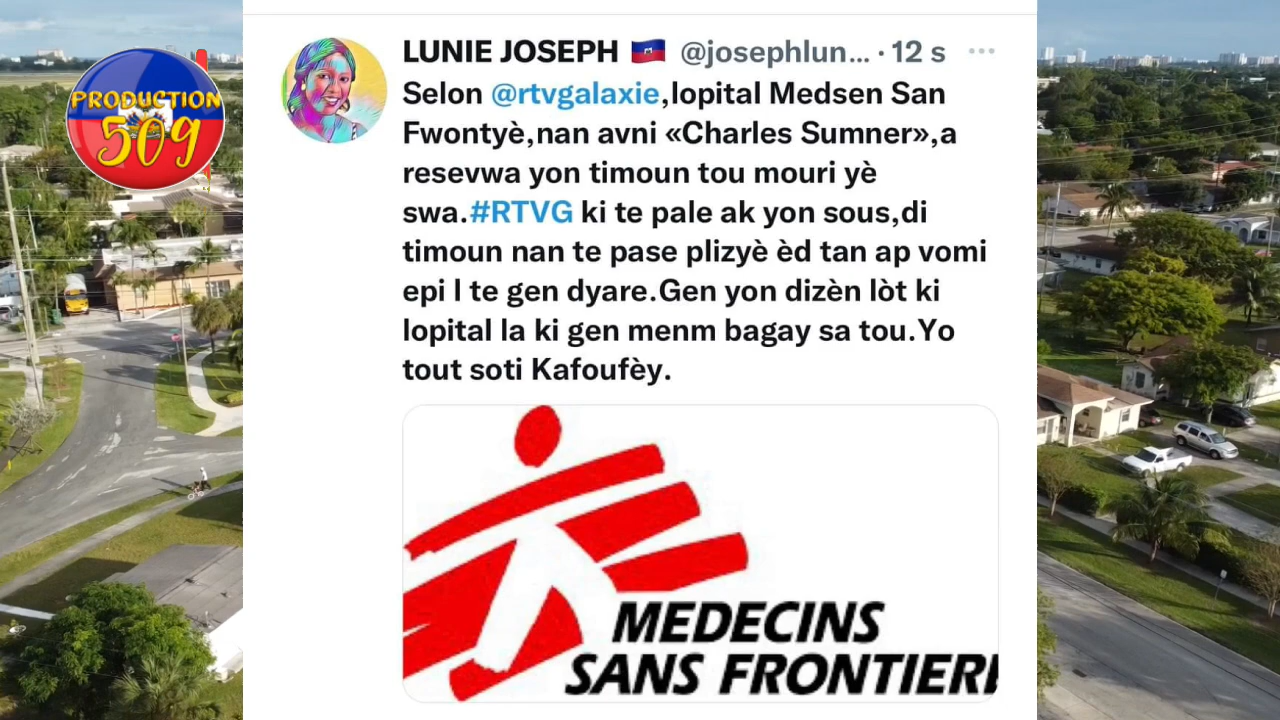 PRODUCTION
509
LUNIE JOSEPH 🇭🇹 @josephlun... · 12 s
Selon @rtvgalaxie,lopital Medsen San
Fwontyè,nan avni «Charles Sumner»,a
resevwa yon timoun tou mouri yè
swa.#RTVG ki te pale ak yon sous,di
timoun nan te pase plizyè èd tan ap vomi
epi l te gen dyare.Gen yon dizèn lòt ki
lopital la ki gen menm bagay sa tou.Yo
tout soti Kafoufèy.
MEDECINS
SANS FRONTIERE